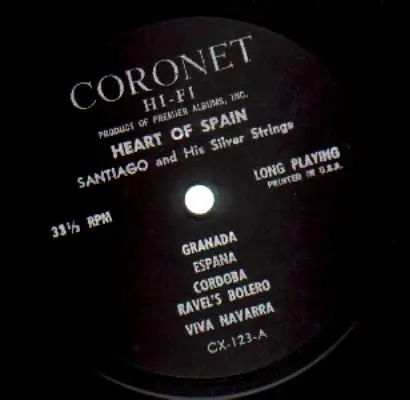 CORONET
HI-FI
PRODUCT OF PREMIER ALBUMS, INC.
HEART OF SPAIN
SANTIAGO and His Silver Strings
33⅓ RPM
LONG PLAYING
PRINTED IN U.S.A.
GRANADA
ESPANA
CORDOBA
RAVEL'S BOLERO
VIVA NAVARRA
CX-123-A